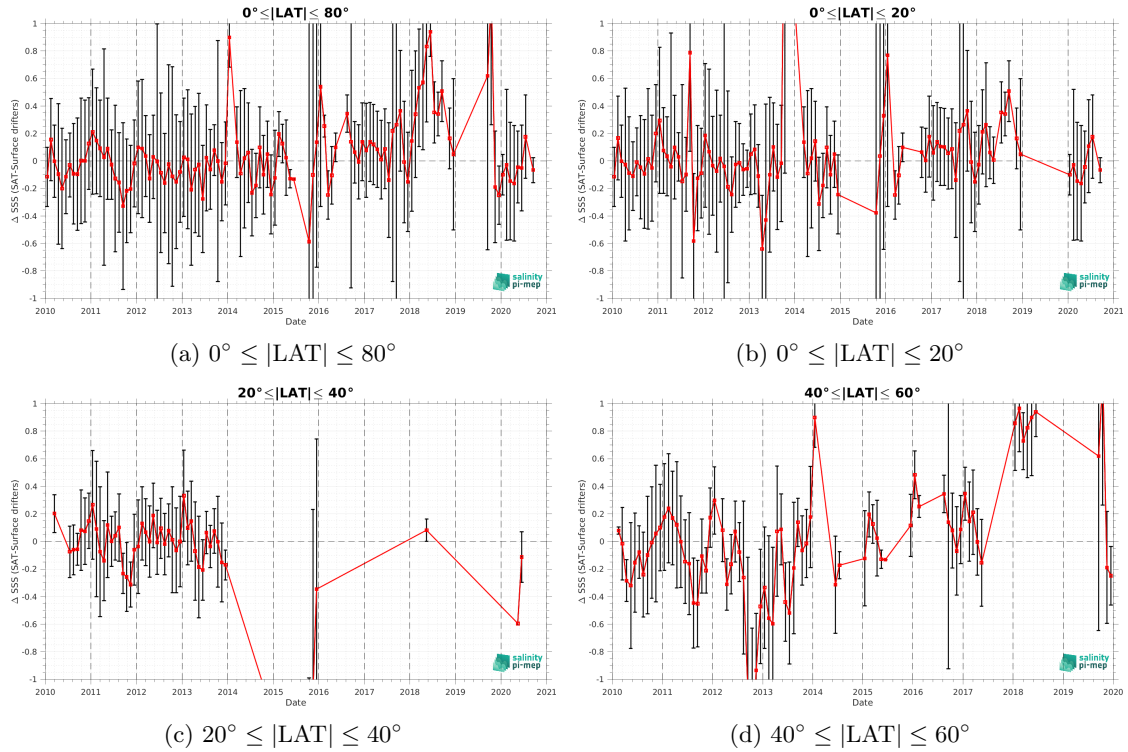 0°≤|LAT|≤ 80°
Δ SSS (SAT-Surface drifters)
1
0.8
0.6
0.4
0.2
0
-0.2
-0.4
-0.6
-0.8
-1
salinity
pi-mep
2010 2011 2012 2013 2014 2015 2016 2017 2018 2019 2020 2021
Date
(a) 0° ≤ |LAT| ≤ 80°
0°≤|LAT|≤ 20°
Δ SSS (SAT-Surface drifters)
1
0.8
0.6
0.4
0.2
0
-0.2
-0.4
-0.6
-0.8
-1
salinity
pi-mep
2010 2011 2012 2013 2014 2015 2016 2017 2018 2019 2020 2021
Date
(b) 0° ≤ |LAT| ≤ 20°
20°≤|LAT|≤ 40°
Δ SSS (SAT-Surface drifters)
1
0.8
0.6
0.4
0.2
0
-0.2
-0.4
-0.6
-0.8
-1
salinity
pi-mep
2010 2011 2012 2013 2014 2015 2016 2017 2018 2019 2020 2021
Date
(c) 20° ≤ |LAT| ≤ 40°
40°≤|LAT|≤ 60°
Δ SSS (SAT-Surface drifters)
1
0.8
0.6
0.4
0.2
0
-0.2
-0.4
-0.6
-0.8
-1
salinity
pi-mep
2010 2011 2012 2013 2014 2015 2016 2017 2018 2019 2020
Date
(d) 40° ≤ |LAT| ≤ 60°